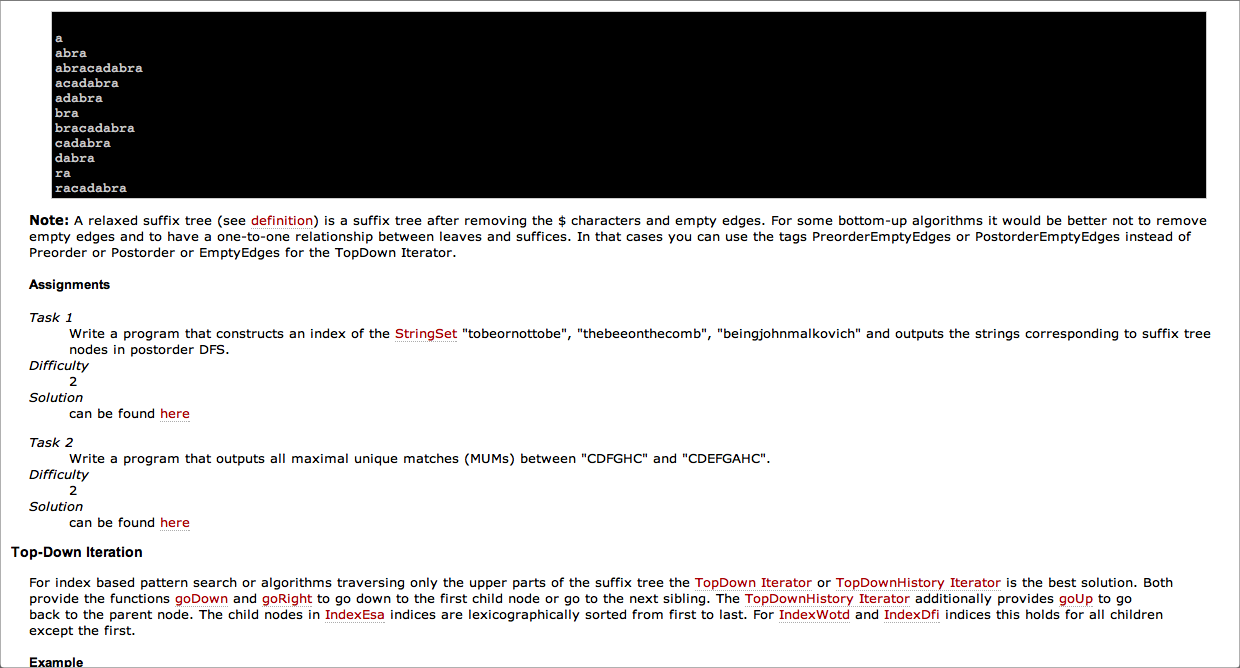 a
abra
abracadabra
acadabra
adabra
bra
bracadabra
cadabra
dabra
ra
racadabra
Note: A relaxed suffix tree (see definition) is a suffix tree after removing the $ characters and empty edges. For some bottom-up algorithms it would be better not to remove
empty edges and to have a one-to-one relationship between leaves and suffices. In that cases you can use the tags PreorderEmptyEdges or PostorderEmptyEdges instead of
Preorder or Postorder or EmptyEdges for the TopDown Iterator.
Assignments
Task 1
Write a program that constructs an index of the StringSet "tobeornottobe", "thebeeonthecomb", "beingjohnmalkovich" and outputs the strings corresponding to suffix tree
nodes in postorder DFS.
Difficulty
2
Solution
can be found here
Task 2
Write a program that outputs all maximal unique matches (MUMs) between "CDFGHC" and "CDEFGAHC".
Difficulty
2
Solution
can be found here
Top-Down Iteration
For index based pattern search or algorithms traversing only the upper parts of the suffix tree the TopDown Iterator or TopDownHistory Iterator is the best solution. Both
provide the functions goDown and goRight to go down to the first child node or go to the next sibling. The TopDownHistory Iterator additionally provides goUp to go
back to the parent node. The child nodes in IndexEsa indices are lexicographically sorted from first to last. For IndexWotd and IndexDfi indices this holds for all children
except the first.
Example